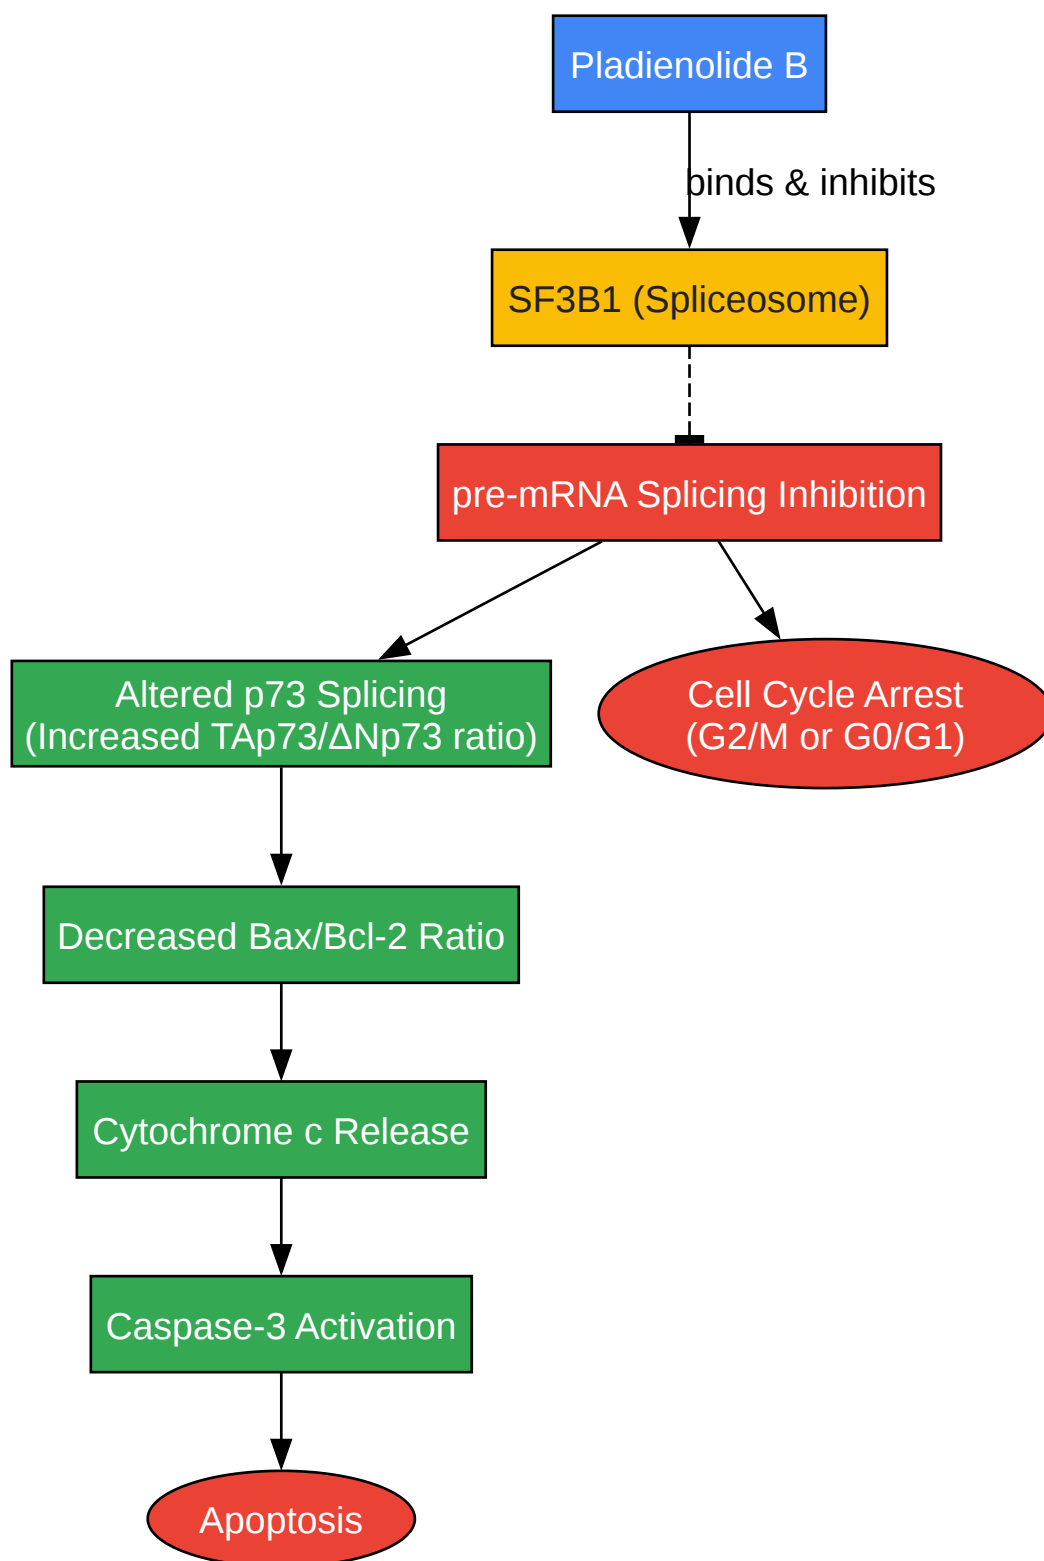 Pladienolide B
binds & inhibits
SF3B1 (Spliceosome)
pre-mRNA Splicing Inhibition
Altered p73 Splicing
(Increased TAp73/ΔNp73 ratio)
Cell Cycle Arrest
(G2/M or G0/G1)
Decreased Bax/Bcl-2 Ratio
Cytochrome c Release
Caspase-3 Activation
Apoptosis